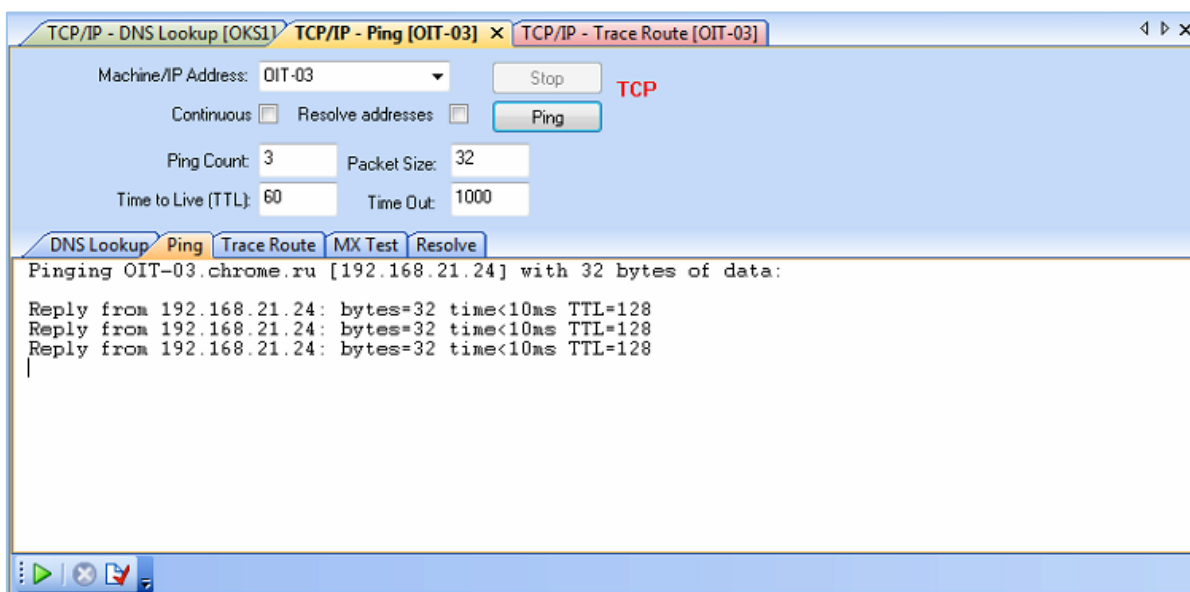 TCP/IP - DNS Lookup [OKS1] TCP/IP - Ping [OIT-03] TCP/IP - Trace Route [OIT-03]
Machine/IP Address: OIT-03 Stop TCP
Continuous Resolve addresses Ping
Ping Count: 3 Packet Size: 32
Time to Live (TTL): 60 Time Out: 1000
DNS Lookup Ping Trace Route MX Test Resolve
Pinging OIT-03.chrome.ru [192.168.21.24] with 32 bytes of data:
Reply from 192.168.21.24: bytes=32 time<10ms TTL=128
Reply from 192.168.21.24: bytes=32 time<10ms TTL=128
Reply from 192.168.21.24: bytes=32 time<10ms TTL=128